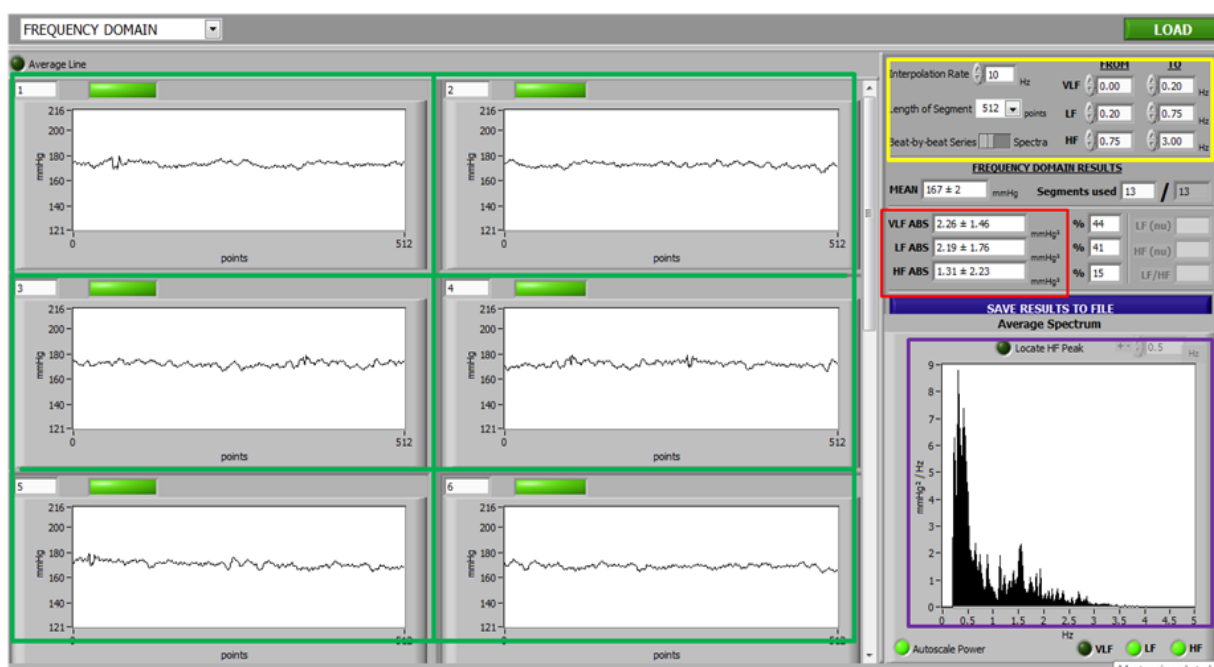 FREQUENCY DOMAIN
LOAD
Average Line
1
216
200
180
160
140
121
mmHg
0
512
points
2
216
200
180
160
140
121
mmHg
0
512
points
3
216
200
180
160
140
121
mmHg
0
512
points
4
216
200
180
160
140
121
mmHg
0
512
points
5
216
200
180
160
140
121
mmHg
0
512
points
6
216
200
180
160
140
121
mmHg
0
512
points
FROM TO
Interpolation Rate 10 Hz VLF 0.00 0.20 Hz
Length of Segment 512 points LF 0.20 0.75 Hz
Beat-by-beat Series Spectra HF 0.75 3.00 Hz
FREQUENCY DOMAIN RESULTS
MEAN 167 ± 2 mmHg Segments used 13 / 13
VLF ABS 2.26 ± 1.46 mmHg² % 44 LF (nu)
LF ABS 2.19 ± 1.76 mmHg² % 41 HF (nu)
HF ABS 1.31 ± 2.23 mmHg² % 15 LF/HF
SAVE RESULTS TO FILE
Average Spectrum
Locate HF Peak +- 0.5 Hz
9
8
7
6
5
4
3
2
1
0
mmHg² / Hz
0 0.5 1 1.5 2 2.5 3 3.5 4 4.5 5
Hz
Autoscale Power VLF LF HF